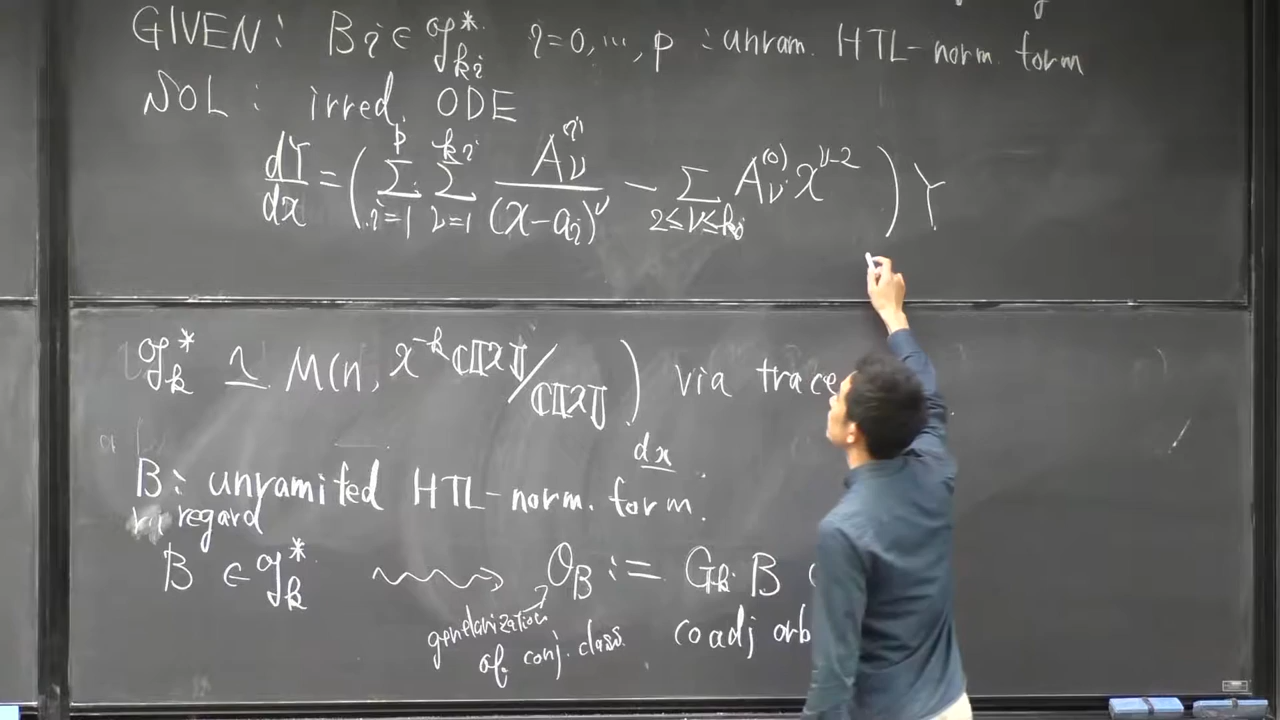 GIVEN: B_i ∈ g*_{k_i} i=0,...,p : unram. HTL-norm. form
SOL: irred. ODE
dY/dx = ( Σ_{i=1}^{p} Σ_{ν=1}^{k_i} A_ν^{i} / (x-a_i)^ν - Σ_{2≤ν≤k_0} A_ν^{(0)} x^{ν-2} ) Y
g*_k ≃ M(n, x^{-k} ℂ⟦x⟧/ℂ⟦x⟧) via trace
dx
B: unramified HTL-norm. form.
regard
B ∈ g*_k ⇝ O_B := G_k · B
generarization of conj. class. coadj orb